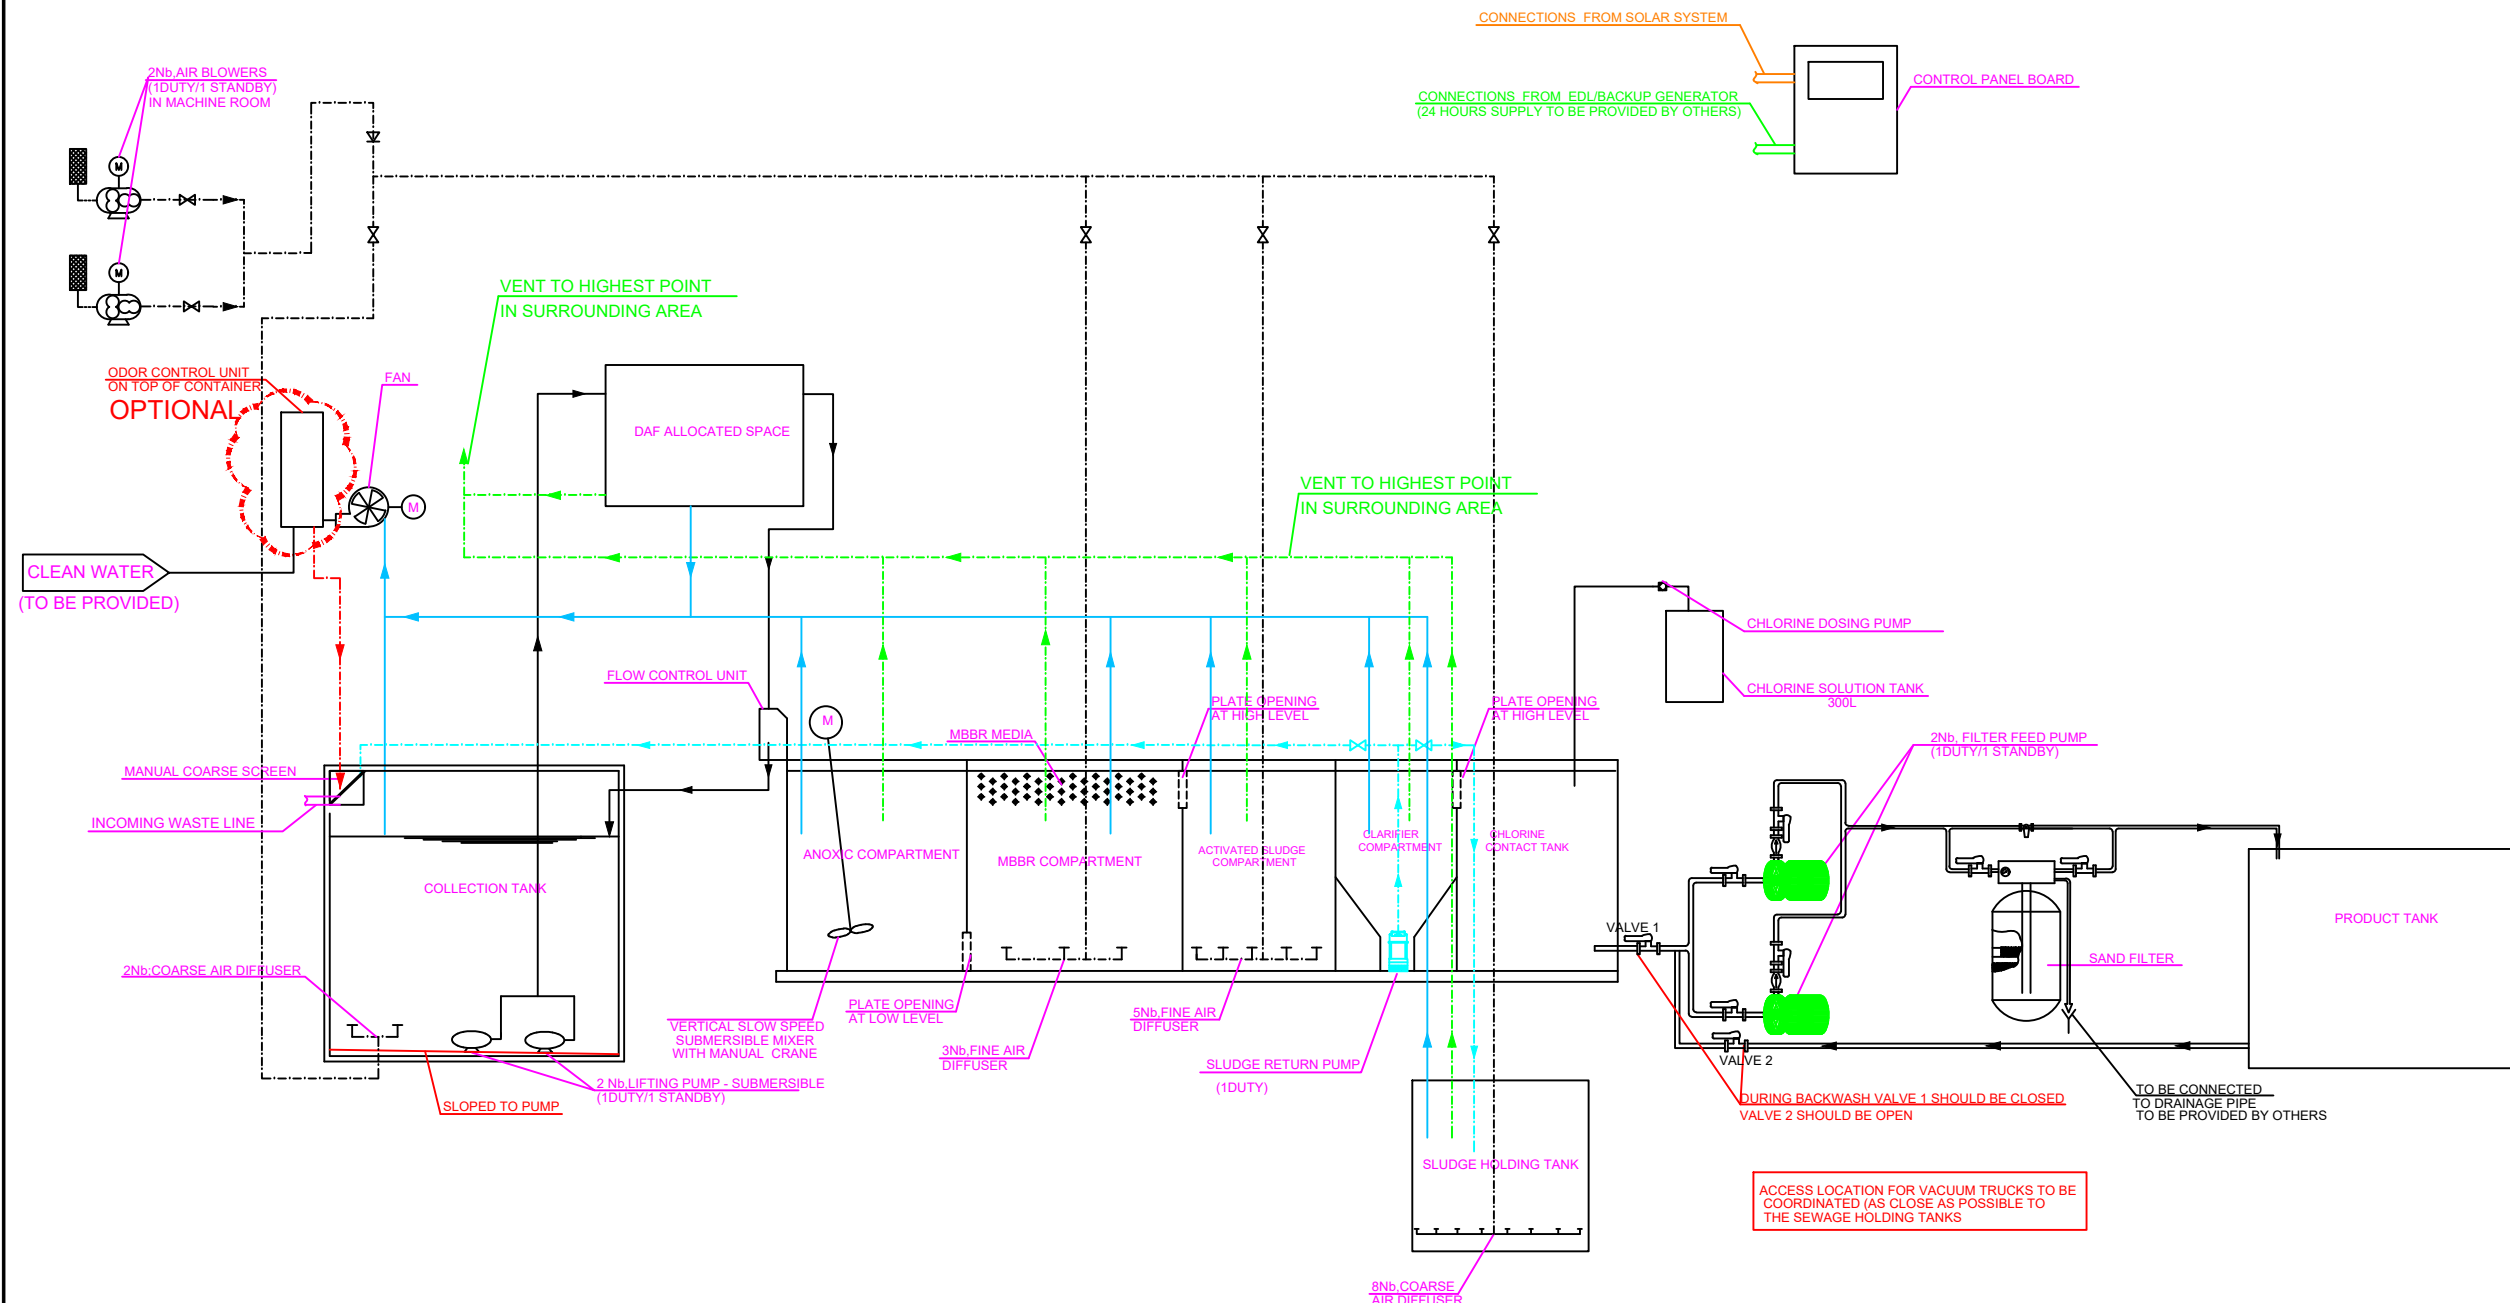 CONNECTIONS  FROM SOLAR SYSTEM
2Nb,AIR BLOWERS
(1DUTY/1 STANDBY)
IN MACHINE ROOM
CONTROL PANEL BOARD
CONNECTIONS  FROM  EDL/BACKUP GENERATOR
(24 HOURS SUPPLY TO BE PROVIDED BY OTHERS)
M
M
VENT TO HIGHEST POINT
IN SURROUNDING AREA
ODOR CONTROL UNIT
ON TOP OF CONTAINER
OPTIONAL
FAN
DAF ALLOCATED SPACE
M
VENT TO HIGHEST POINT
IN SURROUNDING AREA
CLEAN WATER
(TO BE PROVIDED)
CHLORINE DOSING PUMP
FLOW CONTROL UNIT
CHLORINE SOLUTION TANK
300L
PLATE OPENING
AT HIGH LEVEL
PLATE OPENING
AT HIGH LEVEL
M
MBBR MEDIA
2Nb, FILTER FEED PUMP
(1DUTY/1 STANDBY)
MANUAL COARSE SCREEN
INCOMING WASTE LINE
COLLECTION TANK
ANOXIC COMPARTMENT
MBBR COMPARTMENT
ACTIVATED SLUDGE
COMPARTMENT
CLARIFIER
COMPARTMENT
CHLORINE
CONTACT TANK
PRODUCT TANK
VALVE 1
SAND FILTER
2Nb:COARSE AIR DIFFUSER
PLATE OPENING
AT LOW LEVEL
5Nb,FINE AIR
DIFFUSER
VERTICAL SLOW SPEED
SUBMERSIBLE MIXER
WITH MANUAL  CRANE
3Nb,FINE AIR
DIFFUSER
SLUDGE RETURN PUMP
(1DUTY)
VALVE 2
2 Nb,LIFTING PUMP - SUBMERSIBLE
(1DUTY/1 STANDBY)
SLOPED TO PUMP
DURING BACKWASH VALVE 1 SHOULD BE CLOSED
VALVE 2 SHOULD BE OPEN
TO BE CONNECTED
TO DRAINAGE PIPE
TO BE PROVIDED BY OTHERS
SLUDGE HOLDING TANK
ACCESS LOCATION FOR VACUUM TRUCKS TO BE
COORDINATED (AS CLOSE AS POSSIBLE TO
THE SEWAGE HOLDING TANKS
8Nb,COARSE
AIR DIFFUSER